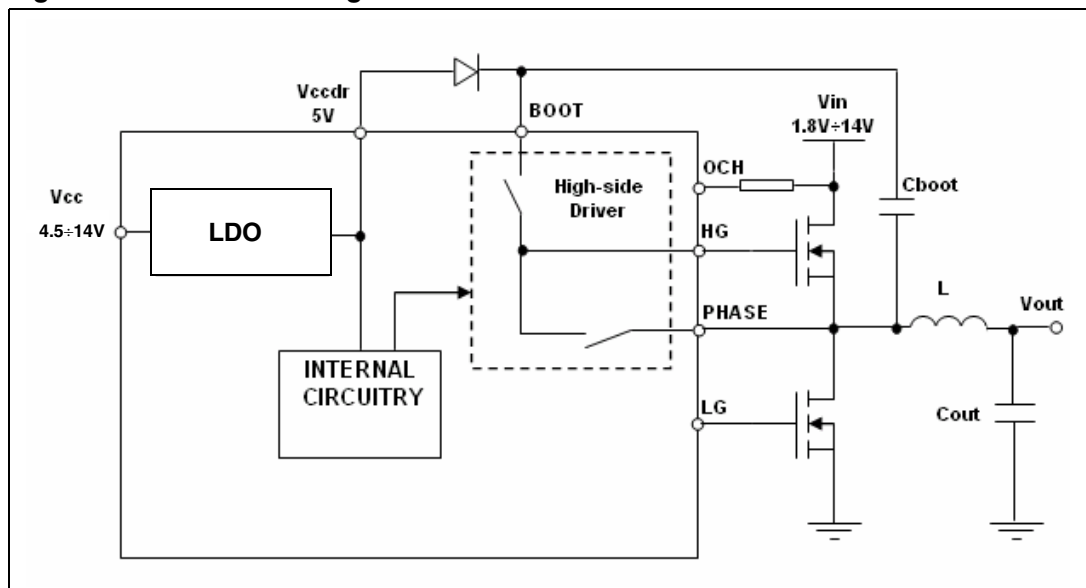 Vccdr
5V
BOOT
Vin
1.8V÷14V
OCH
Cboot
High-side
Driver
Vcc
4.5÷14V
LDO
HG
L
Vout
PHASE
INTERNAL
CIRCUITRY
LG
Cout